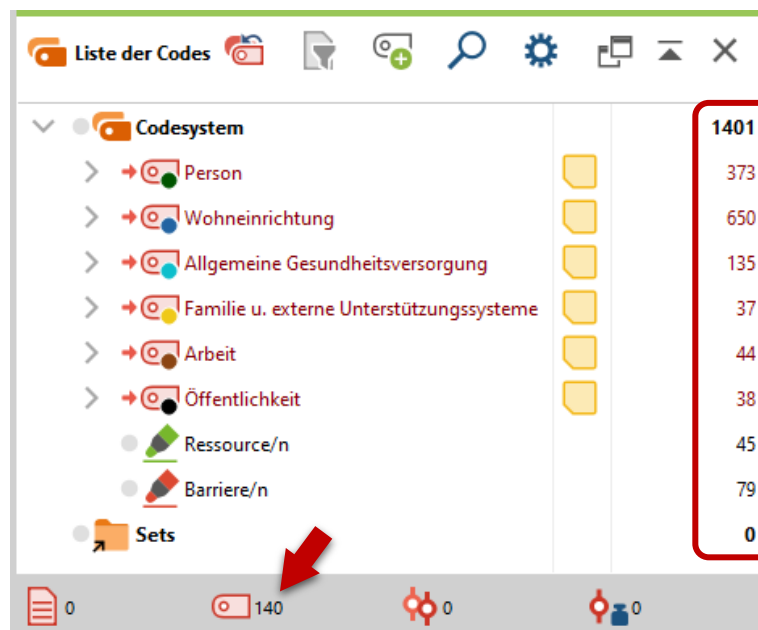 Liste der Codes
Codesystem 1401
Person 373
Wohneinrichtung 650
Allgemeine Gesundheitsversorgung 135
Familie u. externe Unterstützungssysteme 37
Arbeit 44
Öffentlichkeit 38
Ressource/n 45
Barriere/n 79
Sets 0
0 140 0 0